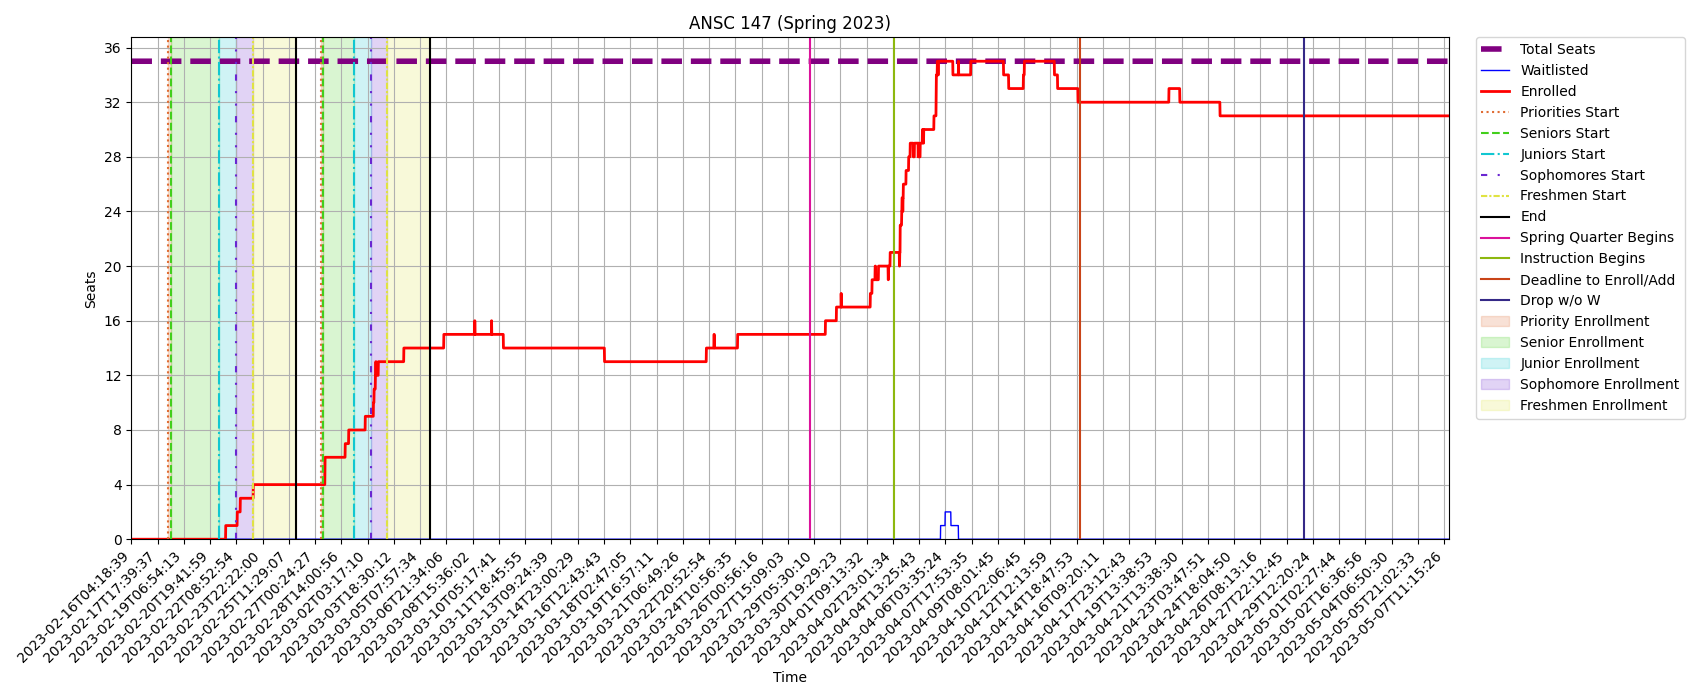 ANSC 147 (Spring 2023)
Seats
36
32
28
24
20
16
12
8
4
0
2023-02-16T04:18:39
2023-02-17T17:39:37
2023-02-19T06:54:13
2023-02-20T19:41:59
2023-02-22T08:52:54
2023-02-23T22:22:00
2023-02-25T11:29:07
2023-02-27T00:24:27
2023-02-28T14:00:56
2023-03-02T03:17:10
2023-03-03T18:30:12
2023-03-05T07:57:34
2023-03-06T21:34:06
2023-03-08T15:36:02
2023-03-10T05:17:41
2023-03-11T18:45:55
2023-03-13T09:24:39
2023-03-14T23:00:29
2023-03-16T12:43:43
2023-03-18T02:47:05
2023-03-19T16:57:11
2023-03-21T06:49:26
2023-03-22T20:52:54
2023-03-24T10:56:35
2023-03-26T00:56:16
2023-03-27T15:09:03
2023-03-29T05:30:10
2023-03-30T19:29:23
2023-04-01T09:13:32
2023-04-02T23:01:34
2023-04-04T13:25:43
2023-04-06T03:35:24
2023-04-07T17:53:35
2023-04-09T08:01:45
2023-04-10T22:06:45
2023-04-12T12:13:59
2023-04-14T18:47:53
2023-04-16T09:20:11
2023-04-17T23:12:43
2023-04-19T13:38:53
2023-04-21T11:38:30
2023-04-23T03:47:51
2023-04-24T18:04:50
2023-04-26T08:13:16
2023-04-27T22:12:45
2023-04-29T12:20:24
2023-05-01T02:27:44
2023-05-02T16:36:56
2023-05-04T06:50:30
2023-05-05T21:02:33
2023-05-07T11:15:26
Time
Total Seats
Waitlisted
Enrolled
Priorities Start
Seniors Start
Juniors Start
Sophomores Start
Freshmen Start
End
Spring Quarter Begins
Instruction Begins
Deadline to Enroll/Add
Drop w/o W
Priority Enrollment
Senior Enrollment
Junior Enrollment
Sophomore Enrollment
Freshmen Enrollment